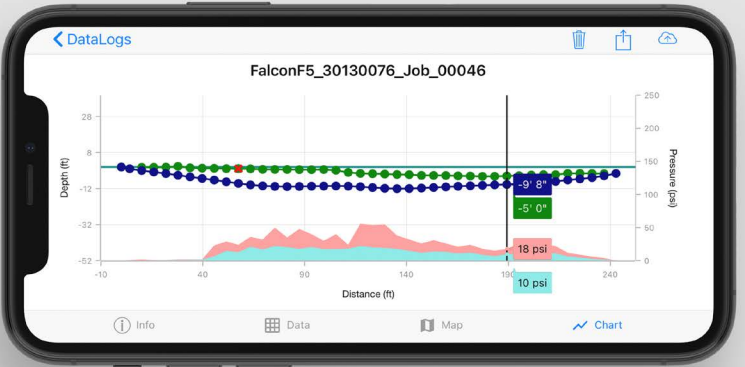 DataLogs
FalconF5_30130076_Job_00046
250
28
200
8
150
Depth (ft)
Pressure (psi)
-12
-9' 8"
100
-5' 0"
-32
50
18 psi
-52
0
-10
40
90
140
190
240
10 psi
Distance (ft)
Info
Data
Map
Chart